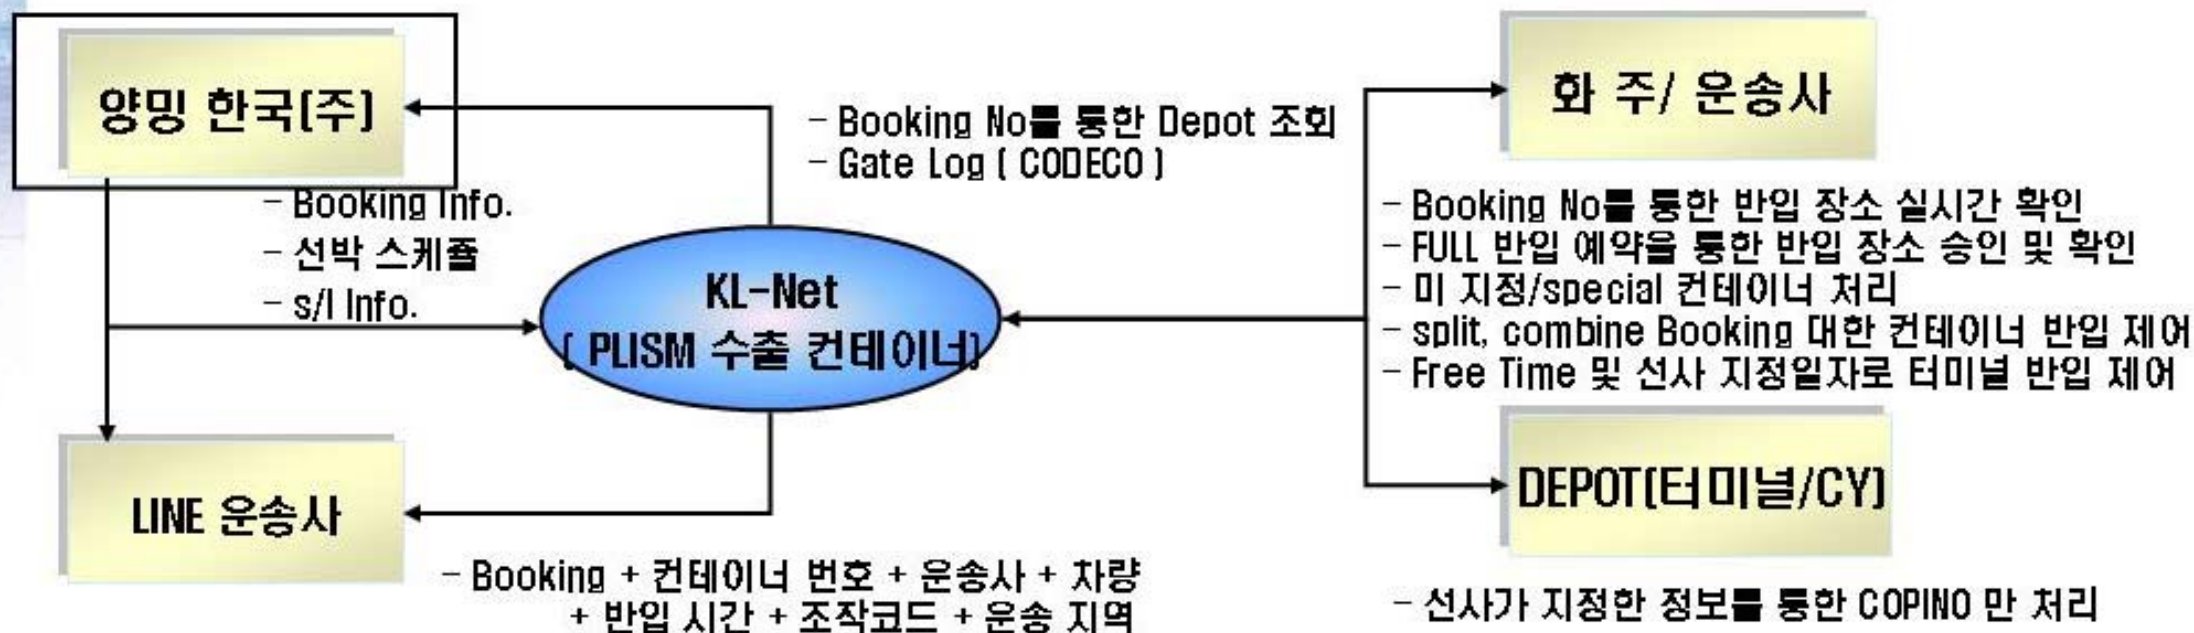 양밍 한국(주)
- Booking No를 통한 Depot 조회
- Gate Log ( CODECO )
화 주/ 운송사
- Booking Info.
- 선박 스케쥴
- s/I Info.
KL-Net
( PLISM 수출 컨테이너)
- Booking No를 통한 반입 장소 실시간 확인
- FULL 반입 예약을 통한 반입 장소 승인 및 확인
- 미 지정/special 컨테이너 처리
- split, combine Booking 대한 컨테이너 반입 제어
- Free Time 및 선사 지정일자로 터미널 반입 제어
LINE 운송사
DEPOT(터미널/CY)
- Booking + 컨테이너 번호 + 운송사 + 차량
+ 반입 시간 + 조작코드 + 운송 지역
- 선사가 지정한 정보를 통한 COPINO 만 처리